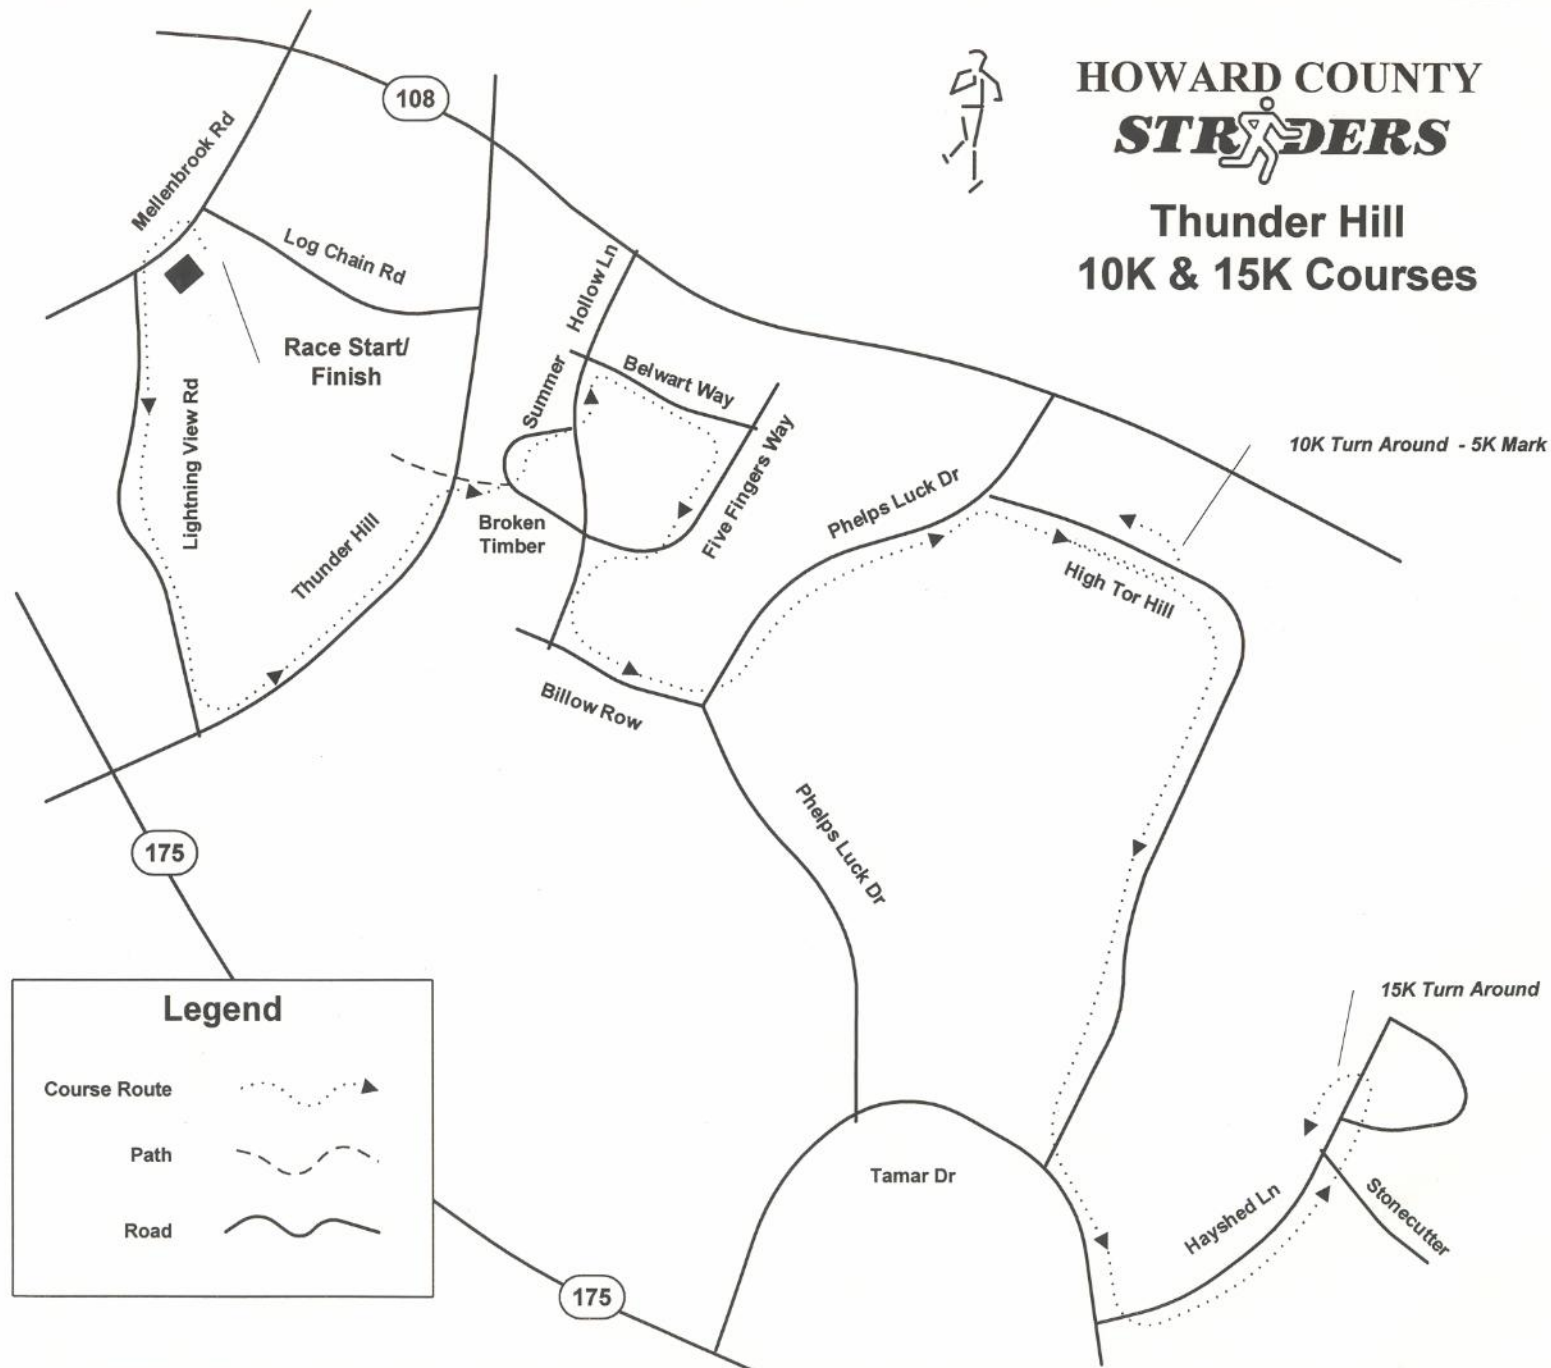 HOWARD COUNTY
STRIDERS
Thunder Hill
10K & 15K Courses
108
Mellenbrook Rd
Log Chain Rd
Race Start/
Finish
Lightning View Rd
Thunder Hill
Summer Hollow Ln
Belwart Way
Five Fingers Way
Broken
Timber
Billow Row
Phelps Luck Dr
High Tor Hill
10K Turn Around - 5K Mark
Phelps Luck Dr
175
15K Turn Around
Tamar Dr
Hayshed Ln
Stonecutter
175
Legend
Course Route
Path
Road